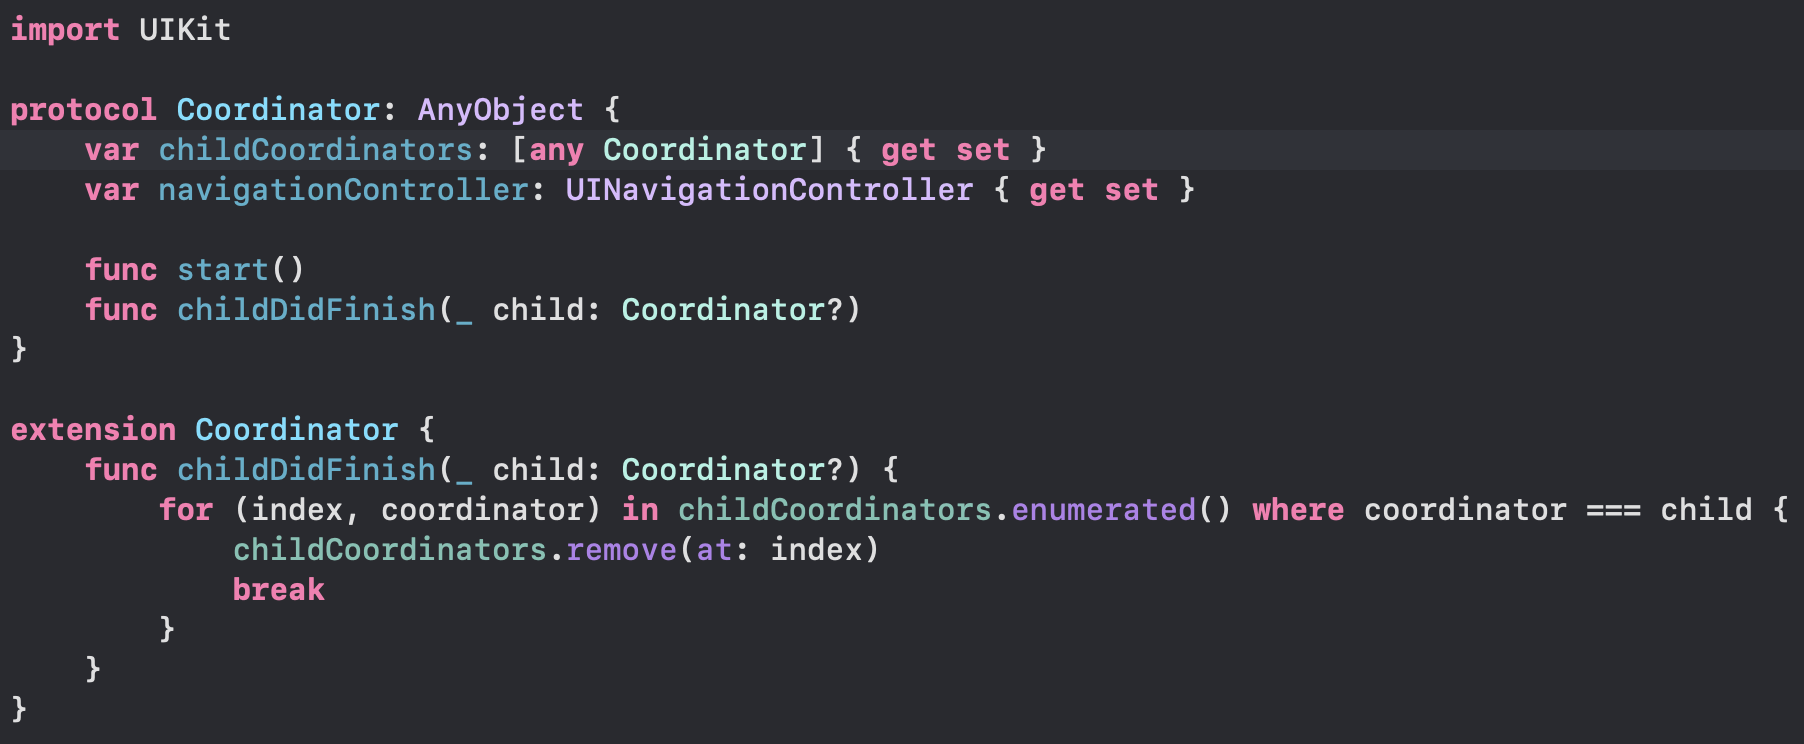 import UIKit
protocol Coordinator: AnyObject {
var childCoordinators: [any Coordinator] { get set }
var navigationController: UINavigationController { get set }
func start()
func childDidFinish(_ child: Coordinator?)
}
extension Coordinator {
func childDidFinish(_ child: Coordinator?) {
for (index, coordinator) in childCoordinators.enumerated() where coordinator === child {
childCoordinators.remove(at: index)
break
}
}
}